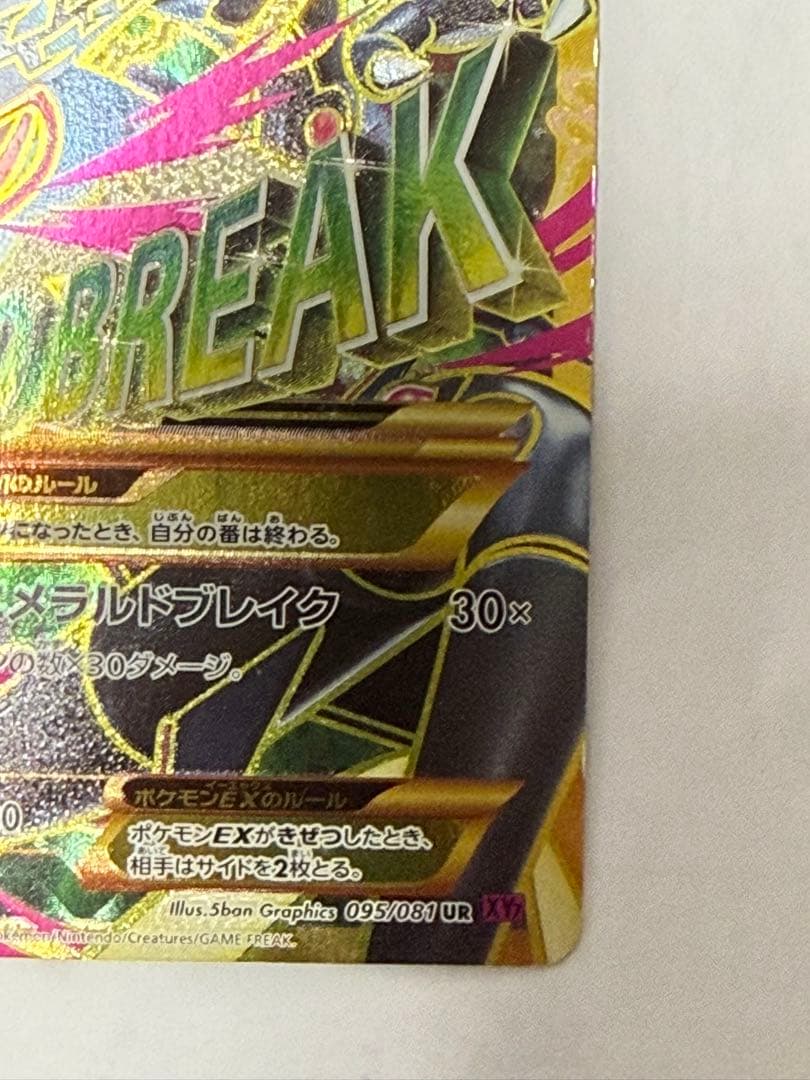 BREAK
ルール
になったとき、自分の番は終わる。
メラルドブレイク 30×
の数×30ダメージ。
0
ポケモンEXのルール
ポケモンEXがきぜつしたとき、
相手はサイドを2枚とる。
Illus.5ban Graphics 095/081 UR XY7
okémon/Nintendo/Creatures/GAME FREAK.